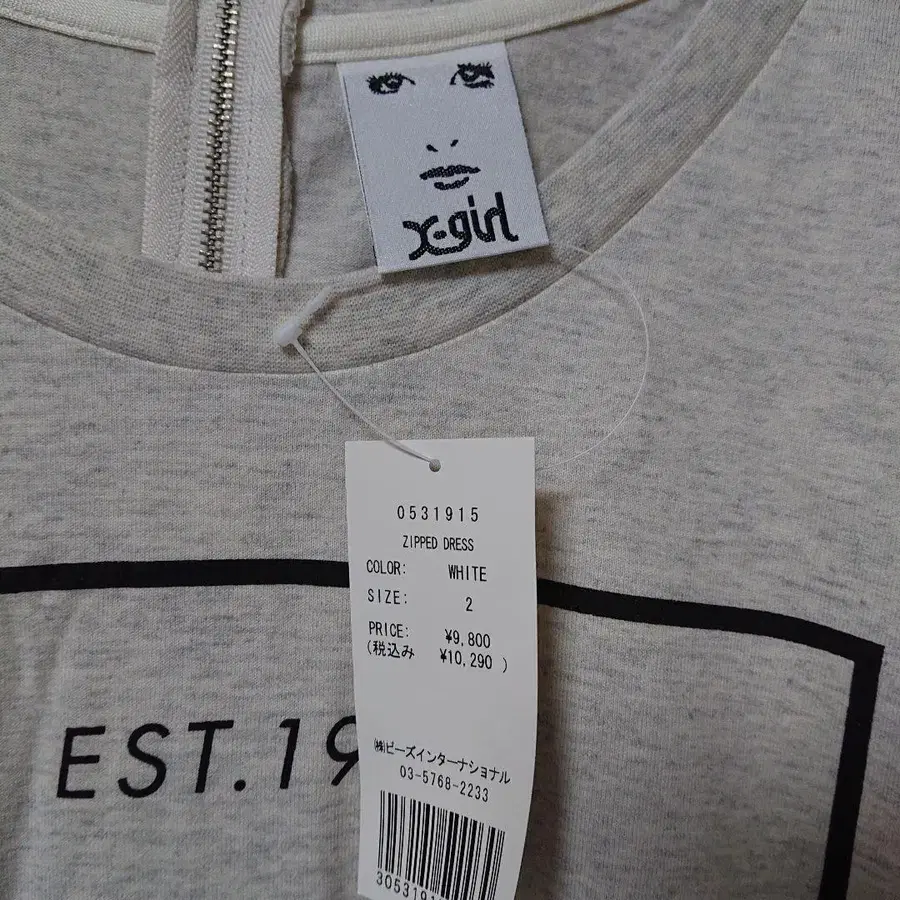 X-girl
0531915
ZIPPED DRESS
COLOR: WHITE
SIZE: 2
PRICE: ¥9,800
(税込み ¥10,290 )
㈱ビーズインターナショナル
03-5768-2233
EST.19